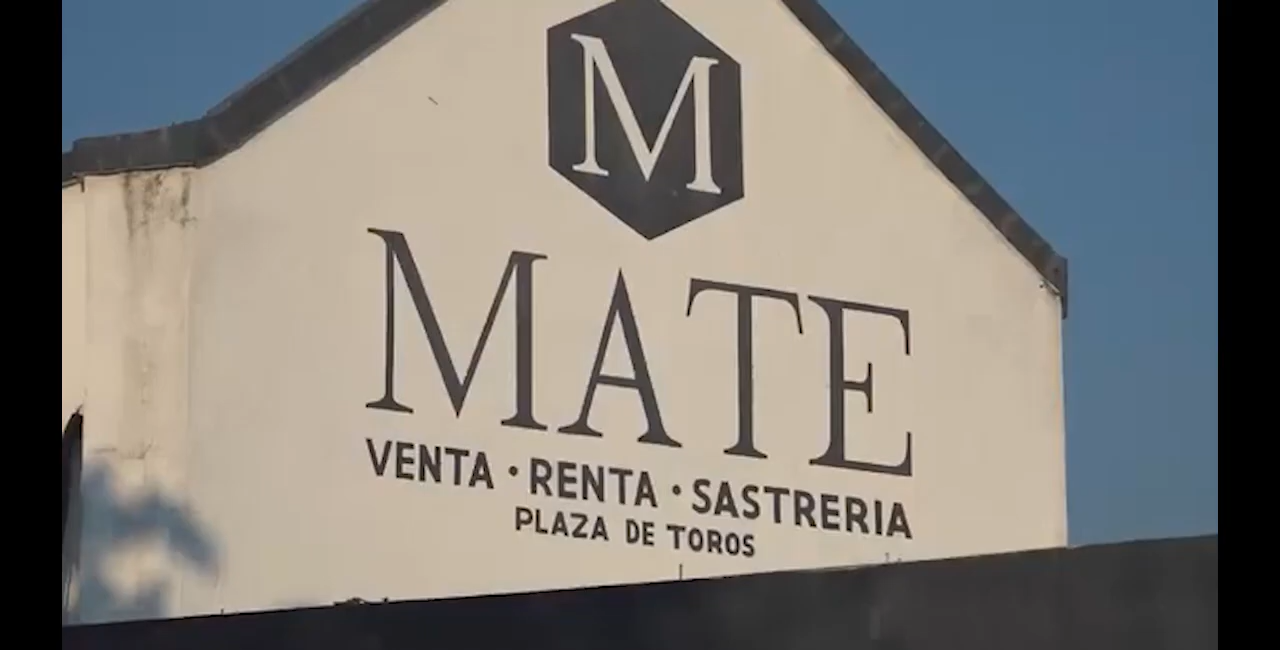 M
MATE
VENTA · RENTA · SASTRERIA
PLAZA DE TOROS